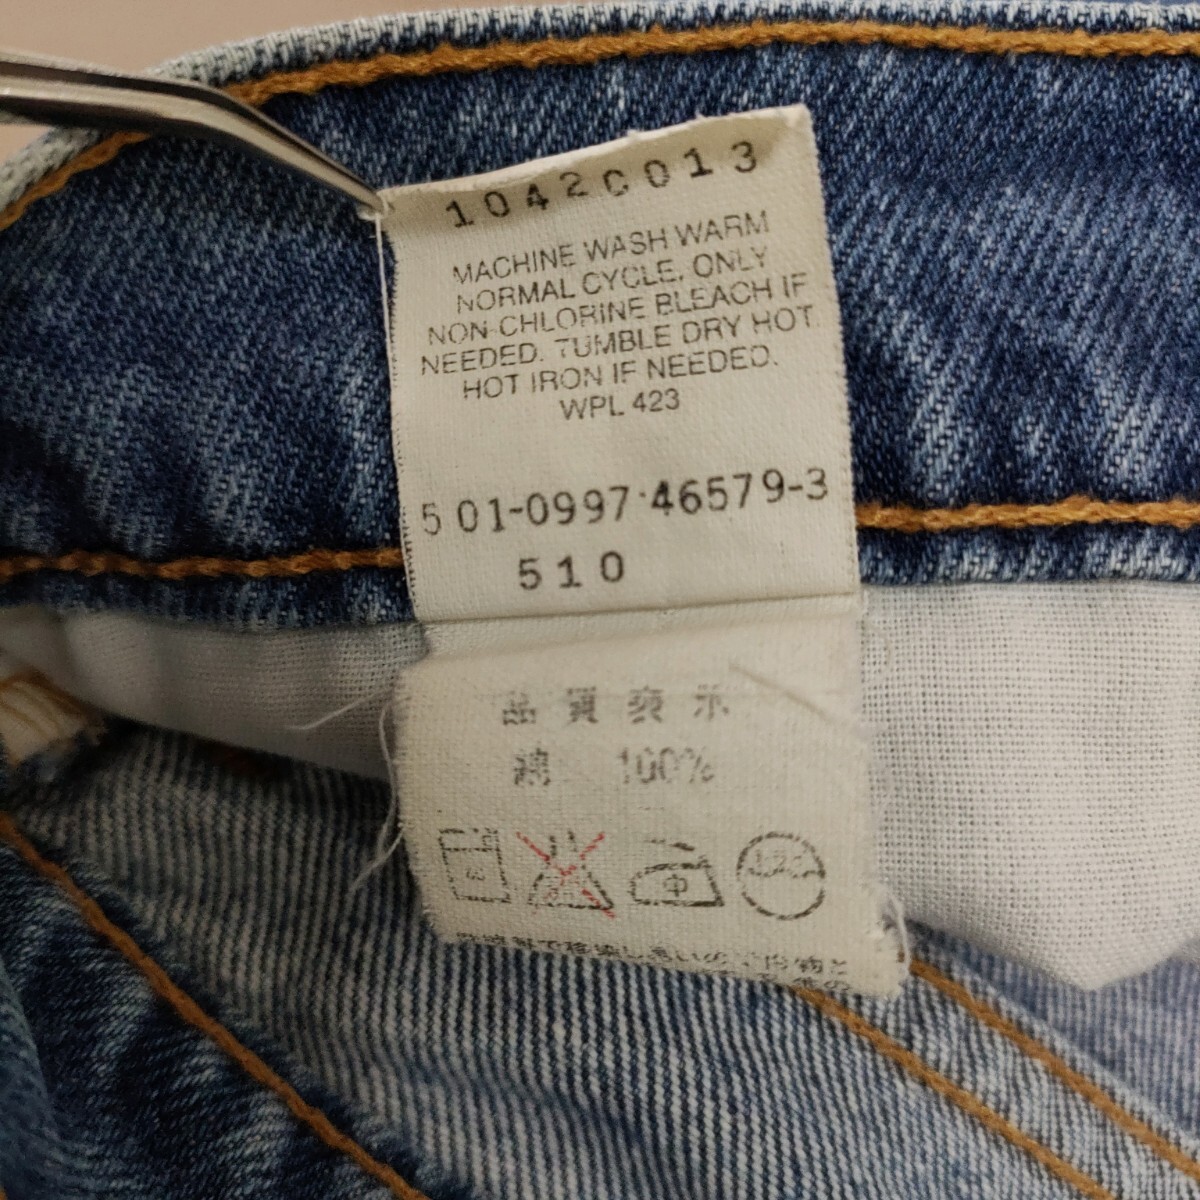 10420013
MACHINE WASH WARM
NORMAL CYCLE, ONLY
NON-CHLORINE BLEACH IF
NEEDED. TUMBLE DRY HOT.
HOT IRON IF NEEDED.
WPL 423
501-0997 46579-3
510
品質表示
綿 100%
中